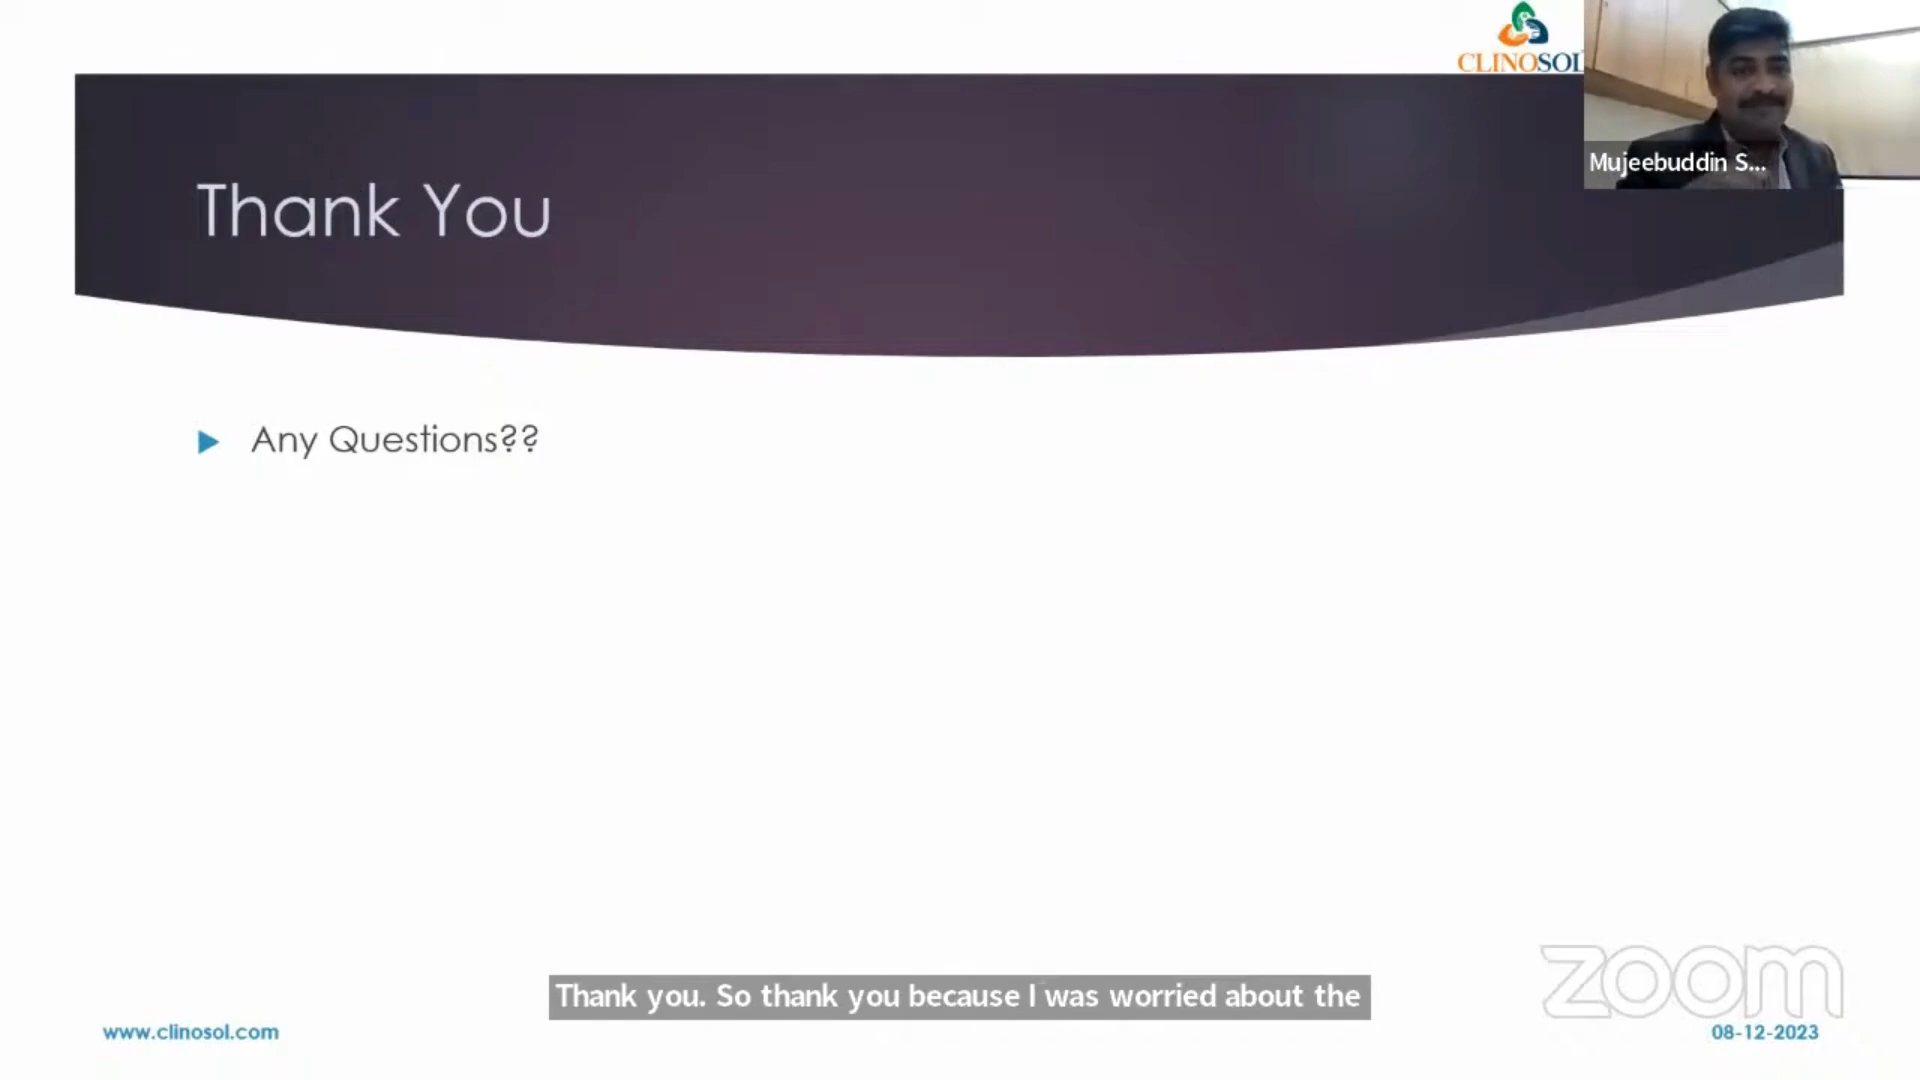 CLINOSOL
Mujeebuddin S...
Thank You
Any Questions??
Thank you. So thank you because I was worried about the
zoom
www.clinosol.com
08-12-2023